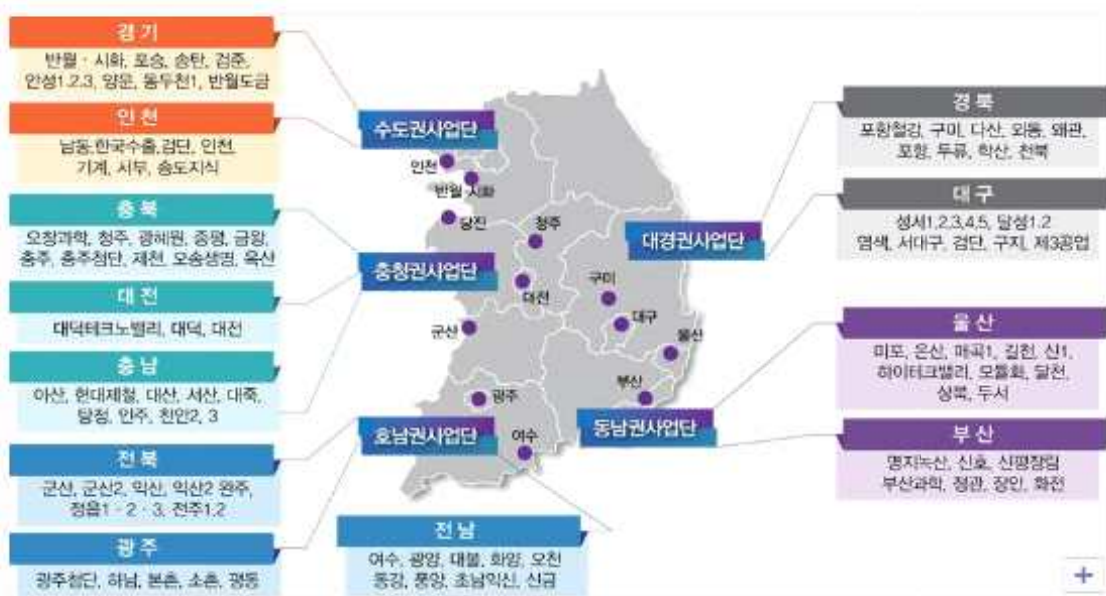 경기
반월 · 시화, 포승, 송탄, 검준,
안성1.2.3, 양문, 동두천1, 반월도금
인천
남동.한국수출,검단, 인천,
기계, 서부, 송도지식
충북
오창과학, 청주, 광혜원, 증평, 금왕,
충주, 충주첨단, 제천, 오송생명, 옥산
대전
대덕테크노밸리, 대덕, 대전
충남
아산, 현대제철, 대산, 서산, 대죽,
탕정, 인주, 천안2, 3
전북
군산, 군산2, 익산, 익산2 완주,
정읍1 · 2 · 3, 전주1,2
광주
광주첨단, 하남, 본촌, 소촌, 평동
수도권사업단
인천
반월 시화
당진
청주
충청권사업단
대전
군산
광주
호남권사업단
여수
대경권사업단
구미
대구
울산
부산
동남권사업단
전남
여수, 광양, 대불, 화양, 오천
동강, 풍양, 초남익신, 신금
경북
포항철강, 구미, 다산, 외동, 왜관,
포항, 두류, 학산, 천북
대구
성서1,2,3,4,5, 달성1.2
염색, 서대구, 검단, 구지, 제3공업
울산
미포, 온산, 매곡1, 길천, 신1,
하이테크밸리, 모듈화, 달천,
상북, 두서
부산
명지녹산, 신호, 신평장림
부산과학, 정관, 장안, 화전